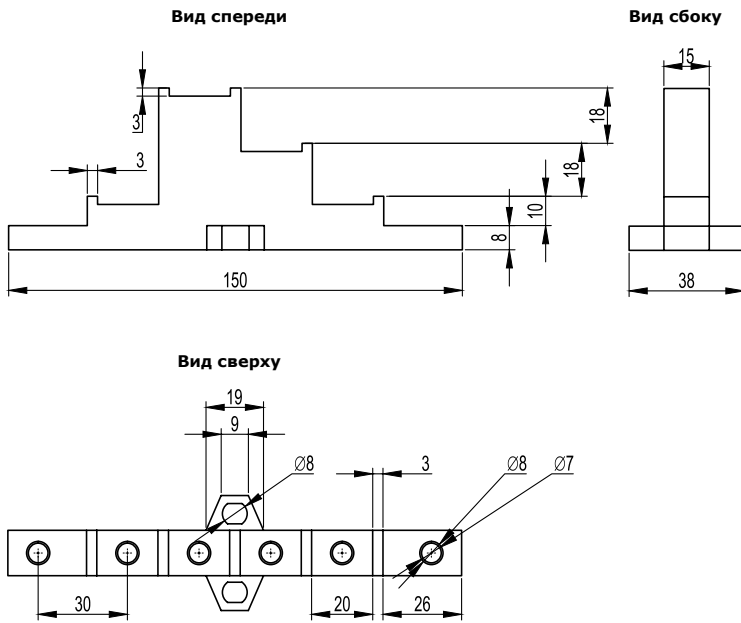 Вид спереди
Вид сбоку
15
3
18
3
18
10
8
150
38
Вид сверху
19
9
Ø8
3
Ø8
Ø7
30
20
26